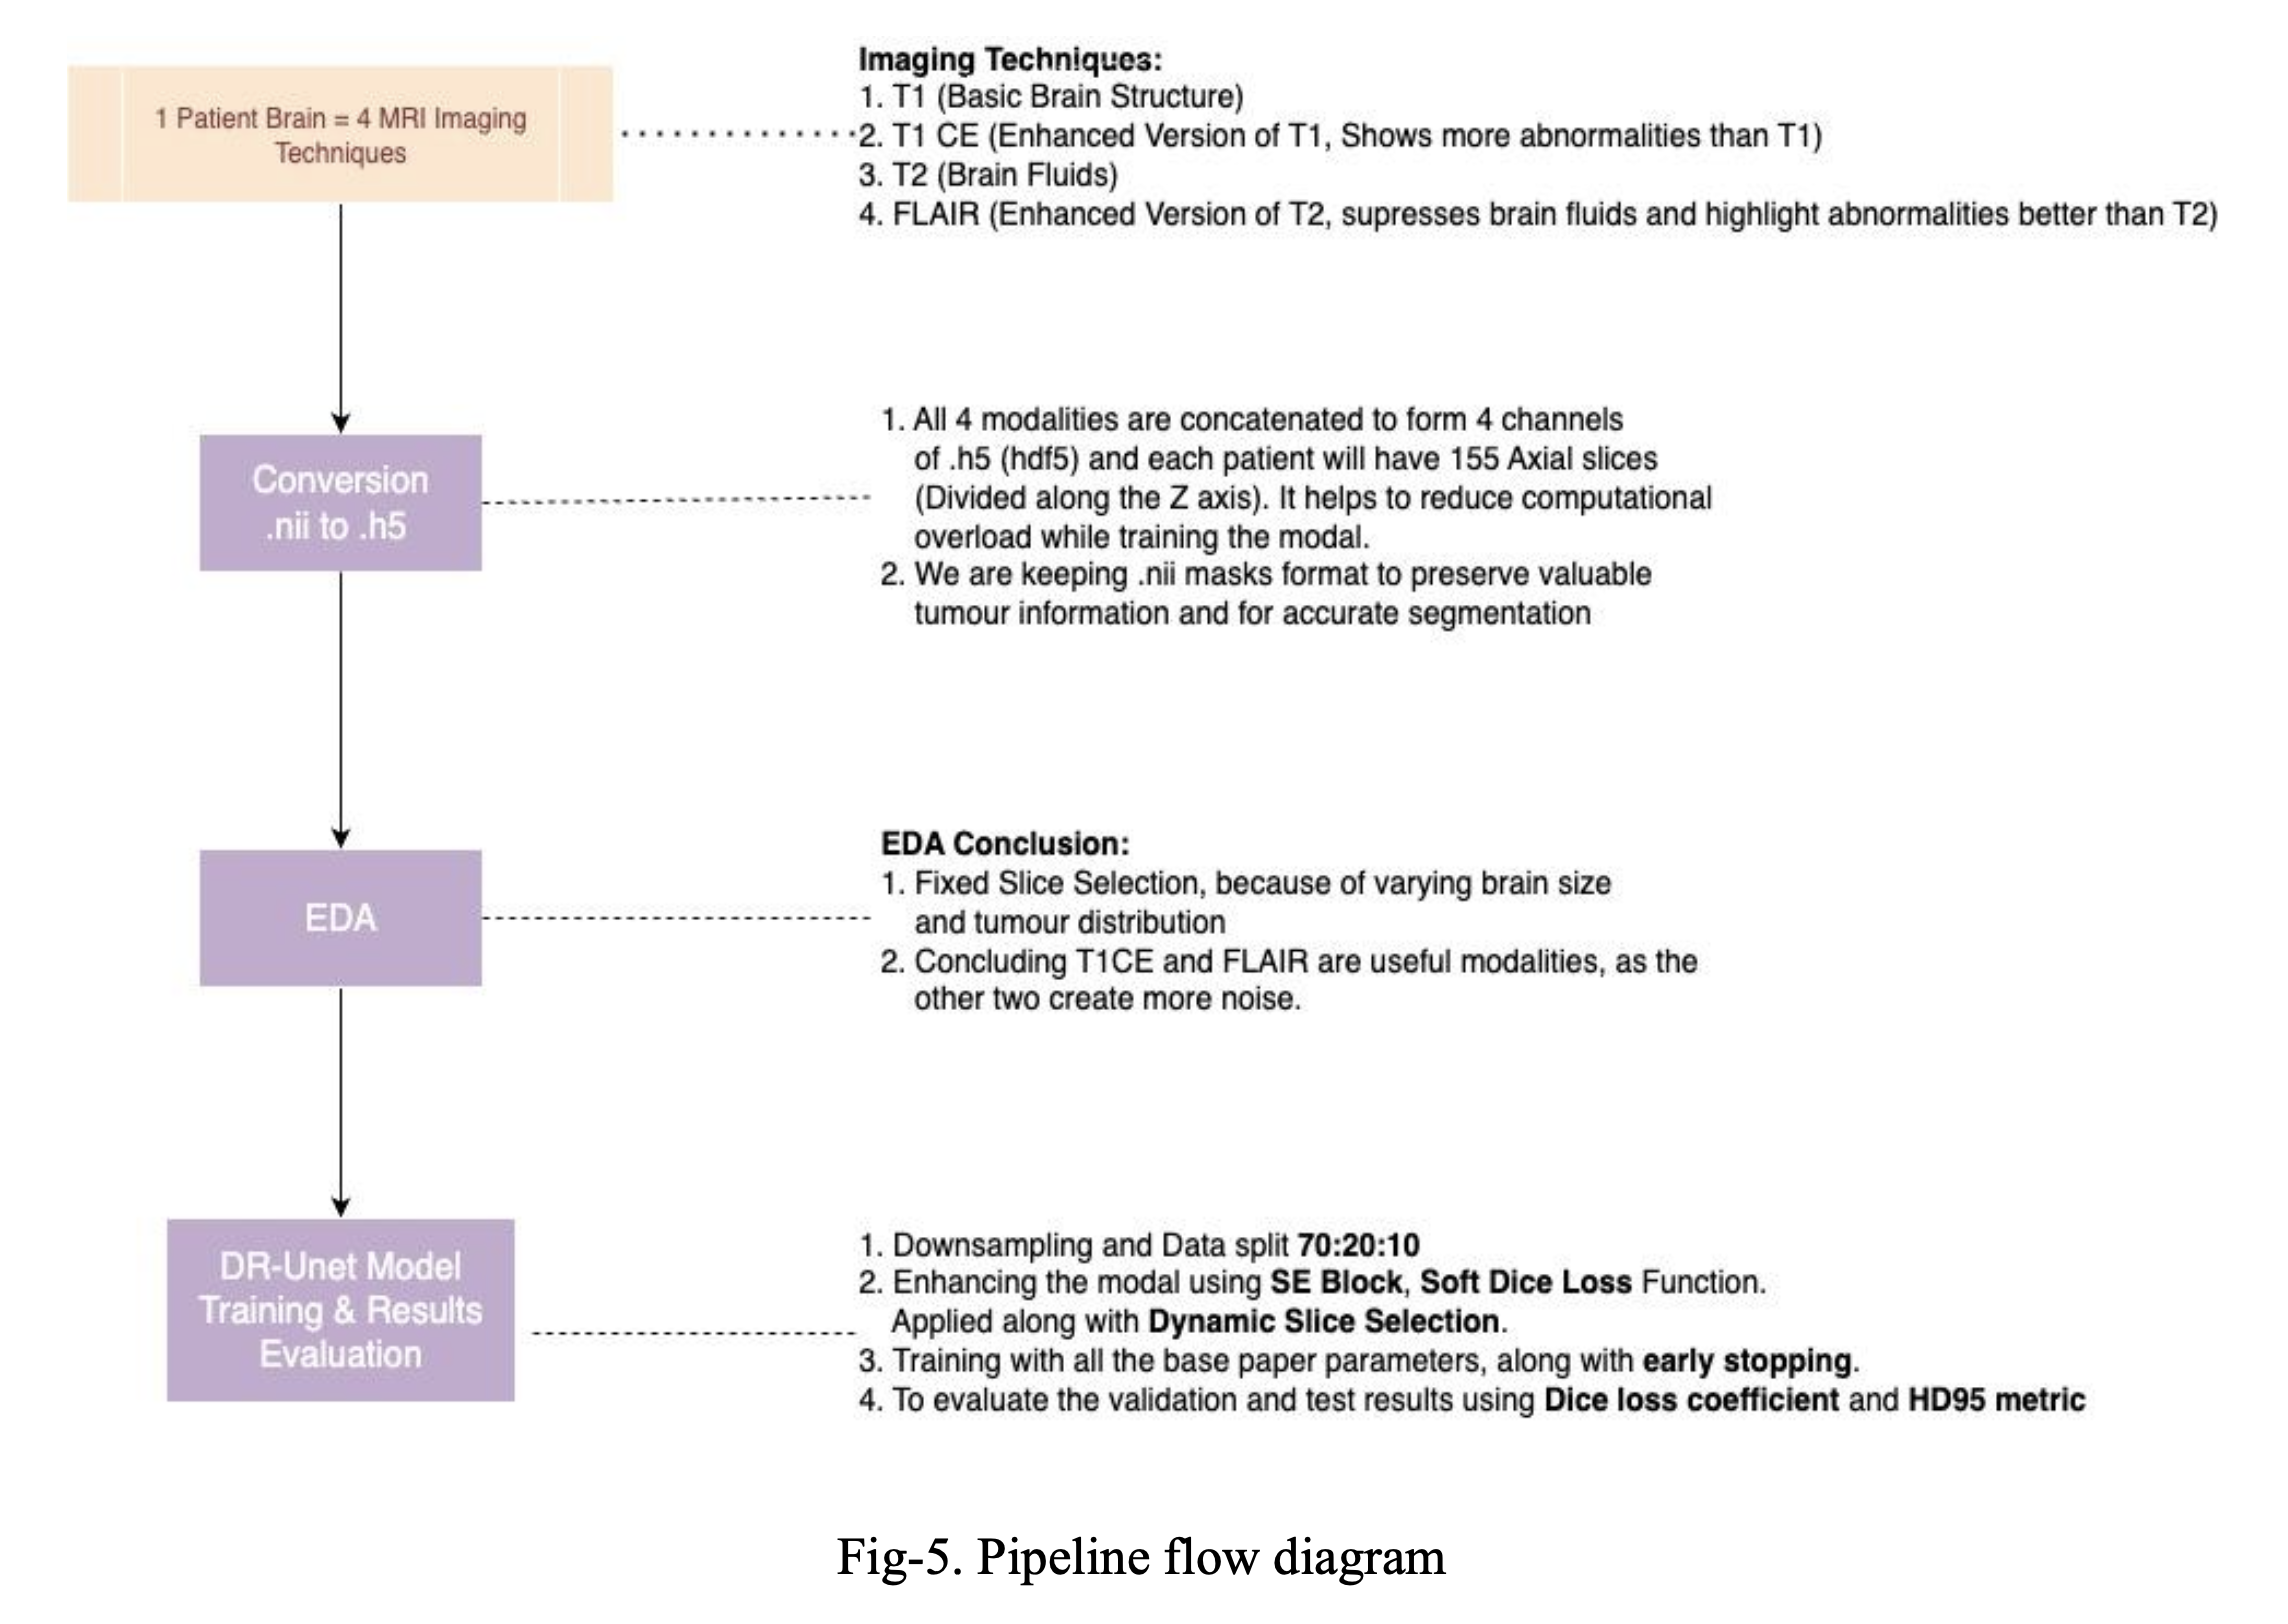 1 Patient Brain = 4 MRI Imaging
Techniques
Imaging Techniques:
1. T1 (Basic Brain Structure)
2. T1 CE (Enhanced Version of T1, Shows more abnormalities than T1)
3. T2 (Brain Fluids)
4. FLAIR (Enhanced Version of T2, supresses brain fluids and highlight abnormalities better than T2)
Conversion
.nii to .h5
1. All 4 modalities are concatenated to form 4 channels
of .h5 (hdf5) and each patient will have 155 Axial slices
(Divided along the Z axis). It helps to reduce computational
overload while training the modal.
2. We are keeping .nii masks format to preserve valuable
tumour information and for accurate segmentation
EDA
EDA Conclusion:
1. Fixed Slice Selection, because of varying brain size
and tumour distribution
2. Concluding T1CE and FLAIR are useful modalities, as the
other two create more noise.
DR-Unet Model
Training & Results
Evaluation
1. Downsampling and Data split 70:20:10
2. Enhancing the modal using SE Block, Soft Dice Loss Function.
Applied along with Dynamic Slice Selection.
3. Training with all the base paper parameters, along with early stopping.
4. To evaluate the validation and test results using Dice loss coefficient and HD95 metric
Fig-5. Pipeline flow diagram